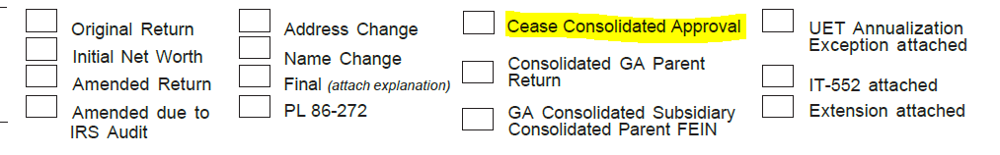 Original Return
Initial Net Worth
Amended Return
Amended due to
IRS Audit
Address Change
Name Change
Final (attach explanation)
PL 86-272
Cease Consolidated Approval
Consolidated GA Parent
Return
GA Consolidated Subsidiary
Consolidated Parent FEIN
UET Annualization
Exception attached
IT-552 attached
Extension attached